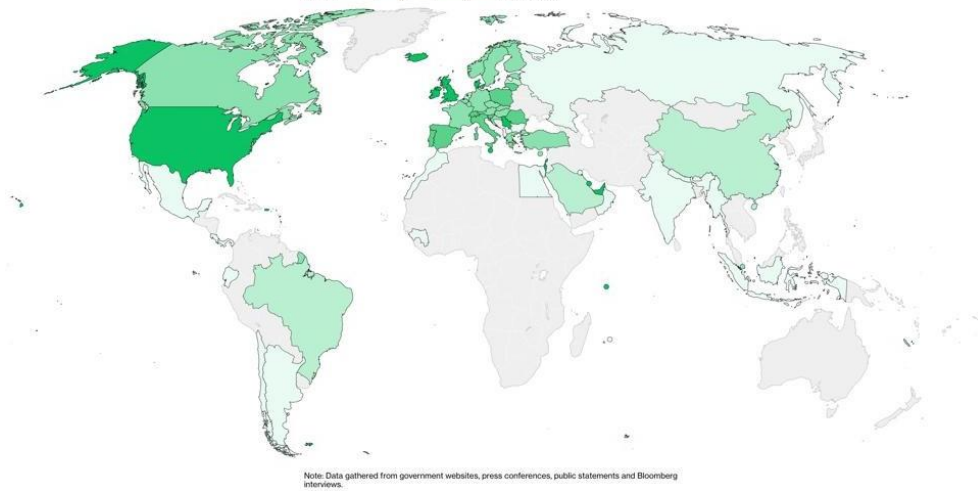 Note: Data gathered from government websites, press conferences, public statements and Bloomberg
interviews.